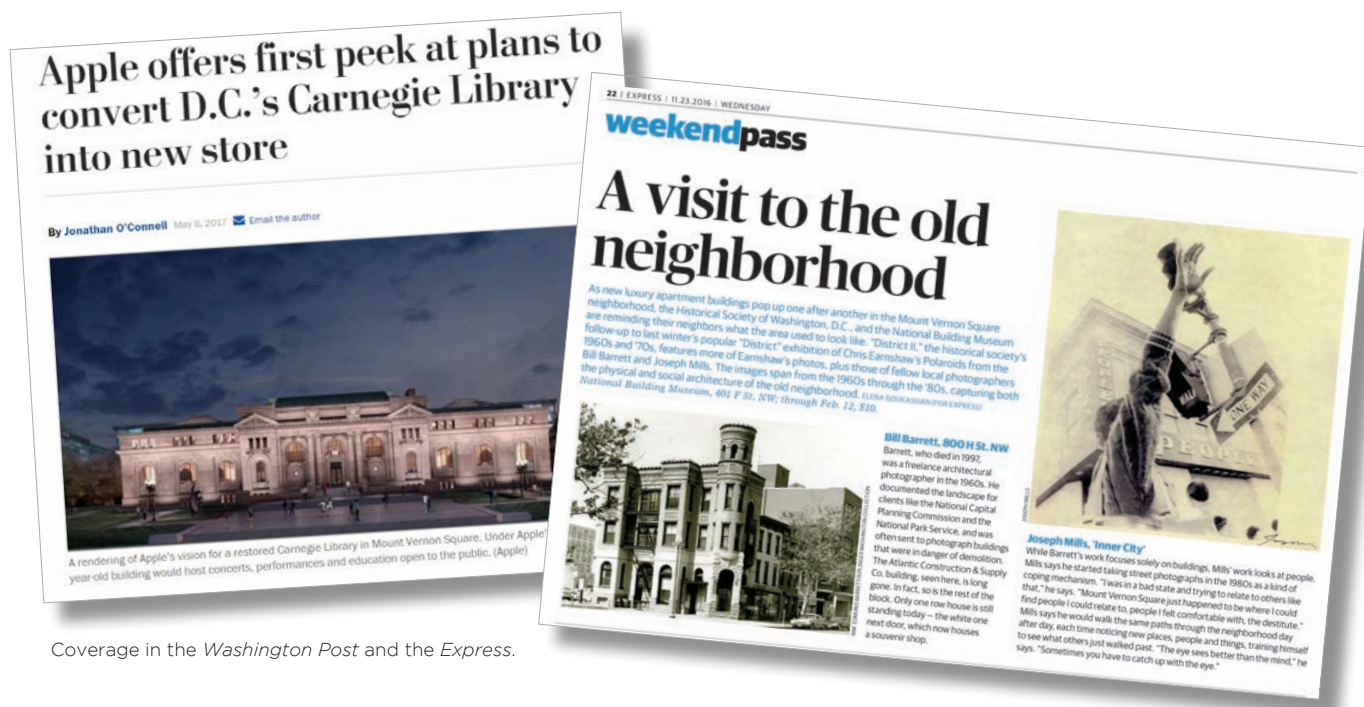 Apple offers first peek at plans to
convert D.C.'s Carnegie Library
into new store
By Jonathan O'Connell May 8, 2017 Email the author
A rendering of Apple's vision for a restored Carnegie Library in Mount Vernon Square. Under Apple'
year-old building would host concerts, performances and education open to the public. (Apple)
Coverage in the Washington Post and the Express.
22 | EXPRESS | 11.23.2016 | WEDNESDAY
weekendpass
A visit to the old
neighborhood
As new luxury apartment buildings pop up one after another in the Mount Vernon Square
neighborhood, the Historical Society of Washington, D.C., and the National Building Museum
are reminding their neighbors what the area used to look like. "District II," the historical society's
follow-up to last winter's popular "District" exhibition of Chris Earnshaw's Polaroids from the
1960s and '70s, features more of Earnshaw's photos, plus those of fellow local photographers
Bill Barrett and Joseph Mills. The images span from the 1960s through the '80s, capturing both
the physical and social architecture of the old neighborhood. ELENA GOUKASSIAN (FOR EXPRESS)
National Building Museum, 401 F St. NW; through Feb. 12, $10.
Bill Barrett, 800 H St. NW
Barrett, who died in 1997,
was a freelance architectural
photographer in the 1960s. He
documented the landscape for
clients like the National Capital
Planning Commission and the
National Park Service, and was
often sent to photograph buildings
that were in danger of demolition.
The Atlantic Construction & Supply
Co. building, seen here, is long
gone. In fact, so is the rest of the
block. Only one row house is still
standing today — the white one
next door, which now houses
a souvenir shop.
WALK
ONE WAY
PEOPLE
JOSEPH MILLS
Joseph Mills, 'Inner City'
While Barrett's work focuses solely on buildings, Mills' work looks at people.
Mills says he started taking street photographs in the 1980s as a kind of
coping mechanism. "I was in a bad state and trying to relate to others like
that," he says. "Mount Vernon Square just happened to be where I could
find people I could relate to, people I felt comfortable with, the destitute."
Mills says he would walk the same paths through the neighborhood day
after day, each time noticing new places, people and things, training himself
to see what others just walked past. "The eye sees better than the mind," he
says. "Sometimes you have to catch up with the eye."